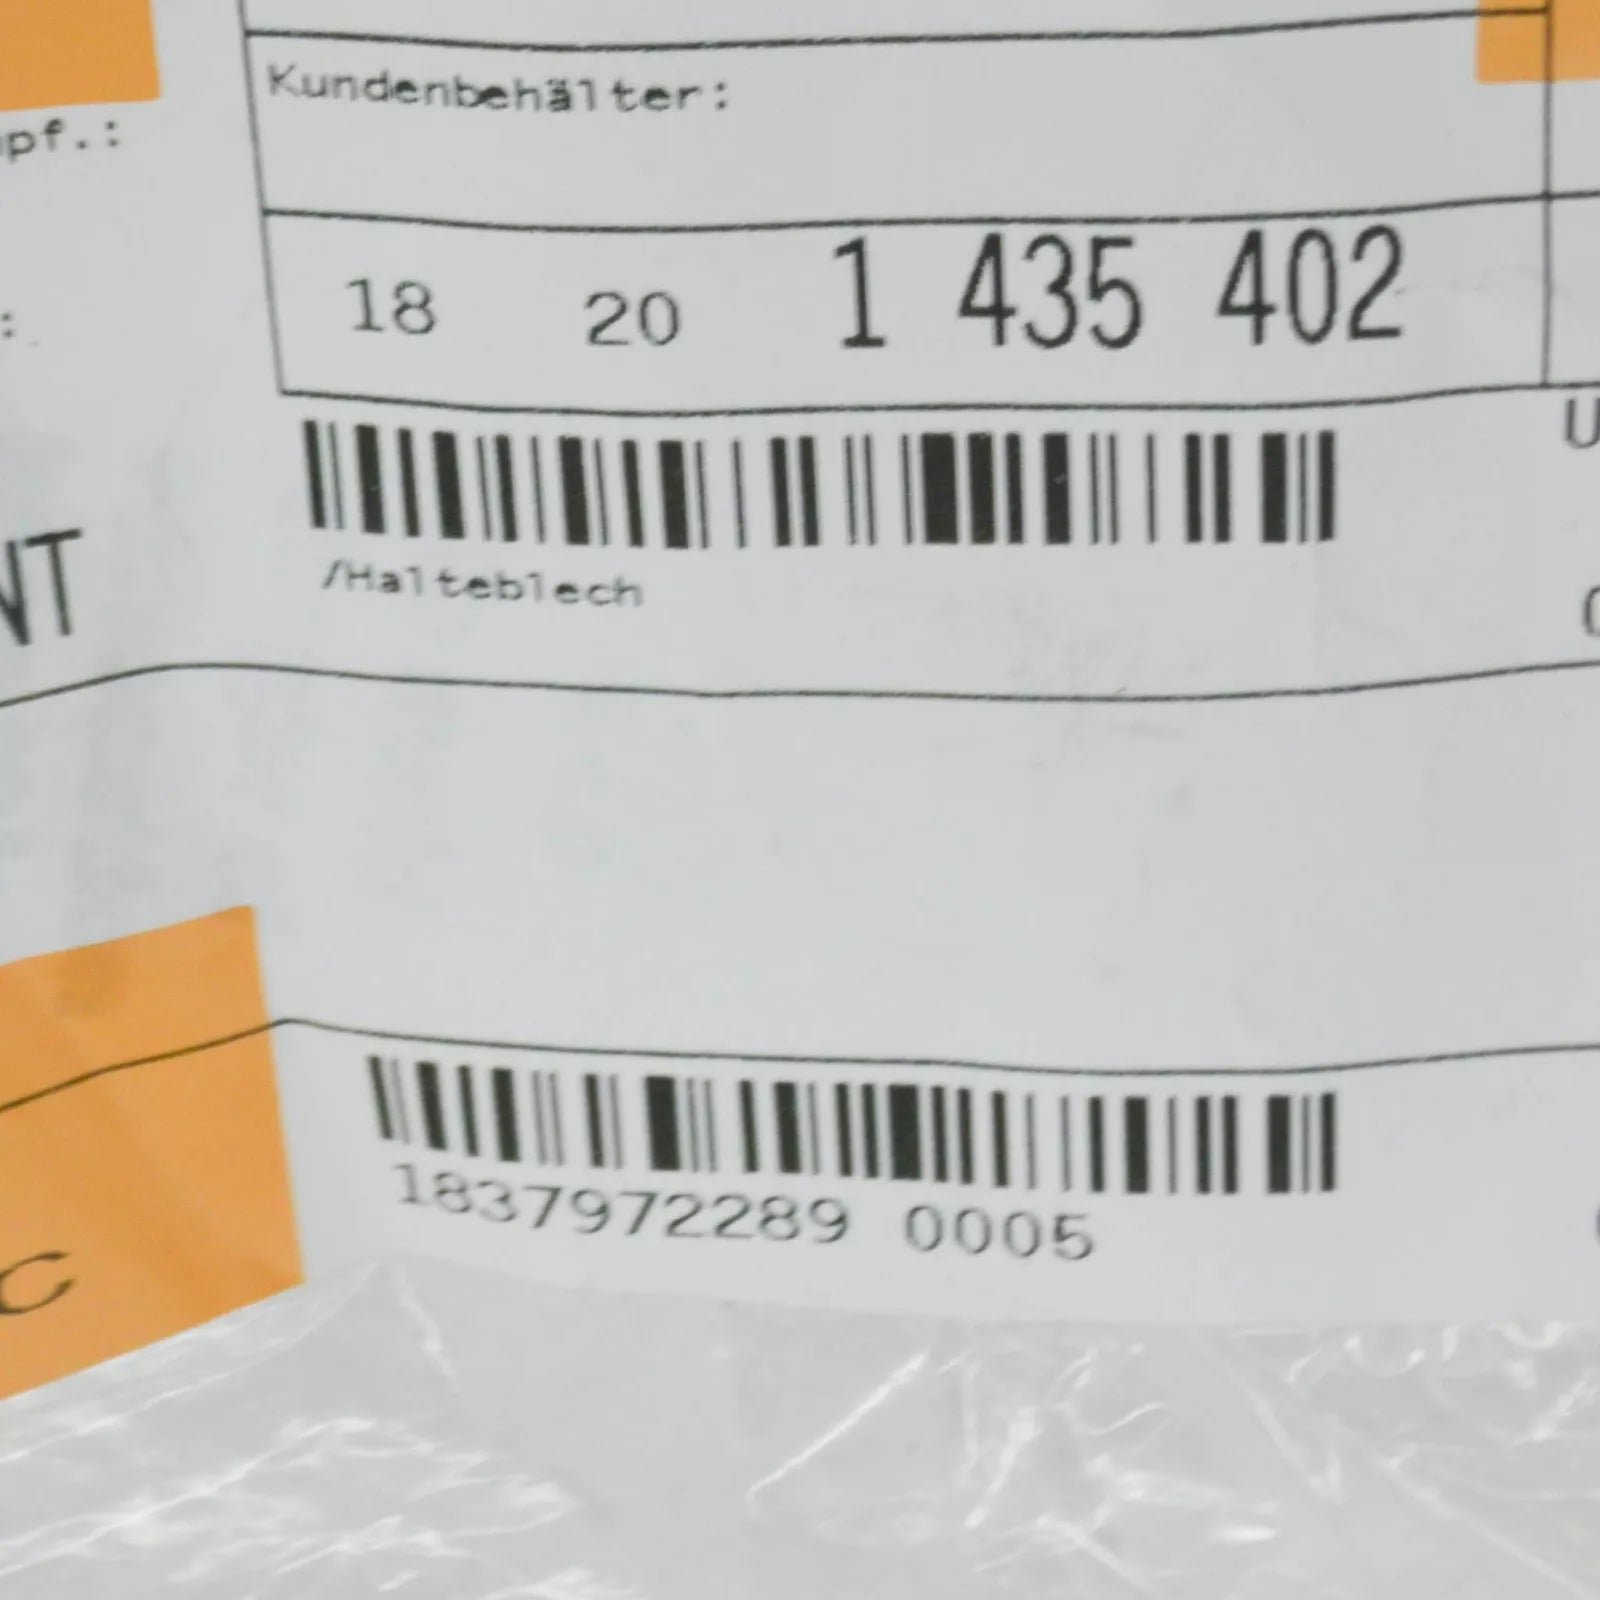 Kundenbehälter:
pf.:
:
18 20 1 435 402
U
/Halteblech
NT
1837972289 0005
C